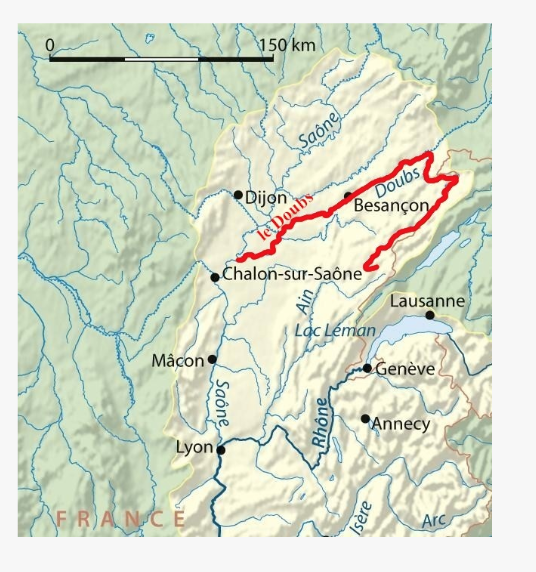 0 150 km
Saône
Dijon
le Doubs
Doubs
Besançon
Chalon-sur-Saône
Ain
Lausanne
Lac Léman
Mâcon
Genève
Saône
Rhône
Annecy
Lyon
Isère
Arc
FRANCE